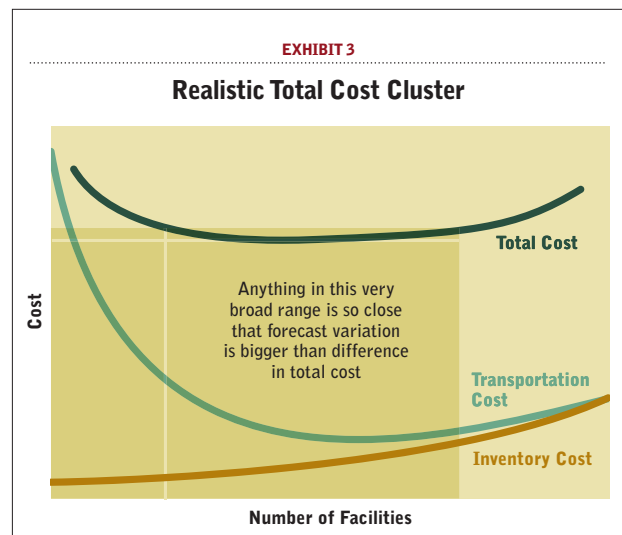 EXHIBIT 3
Realistic Total Cost Cluster
Cost
Total Cost
Anything in this very
broad range is so close
that forecast variation
is bigger than difference
in total cost
Transportation
Cost
Inventory Cost
Number of Facilities